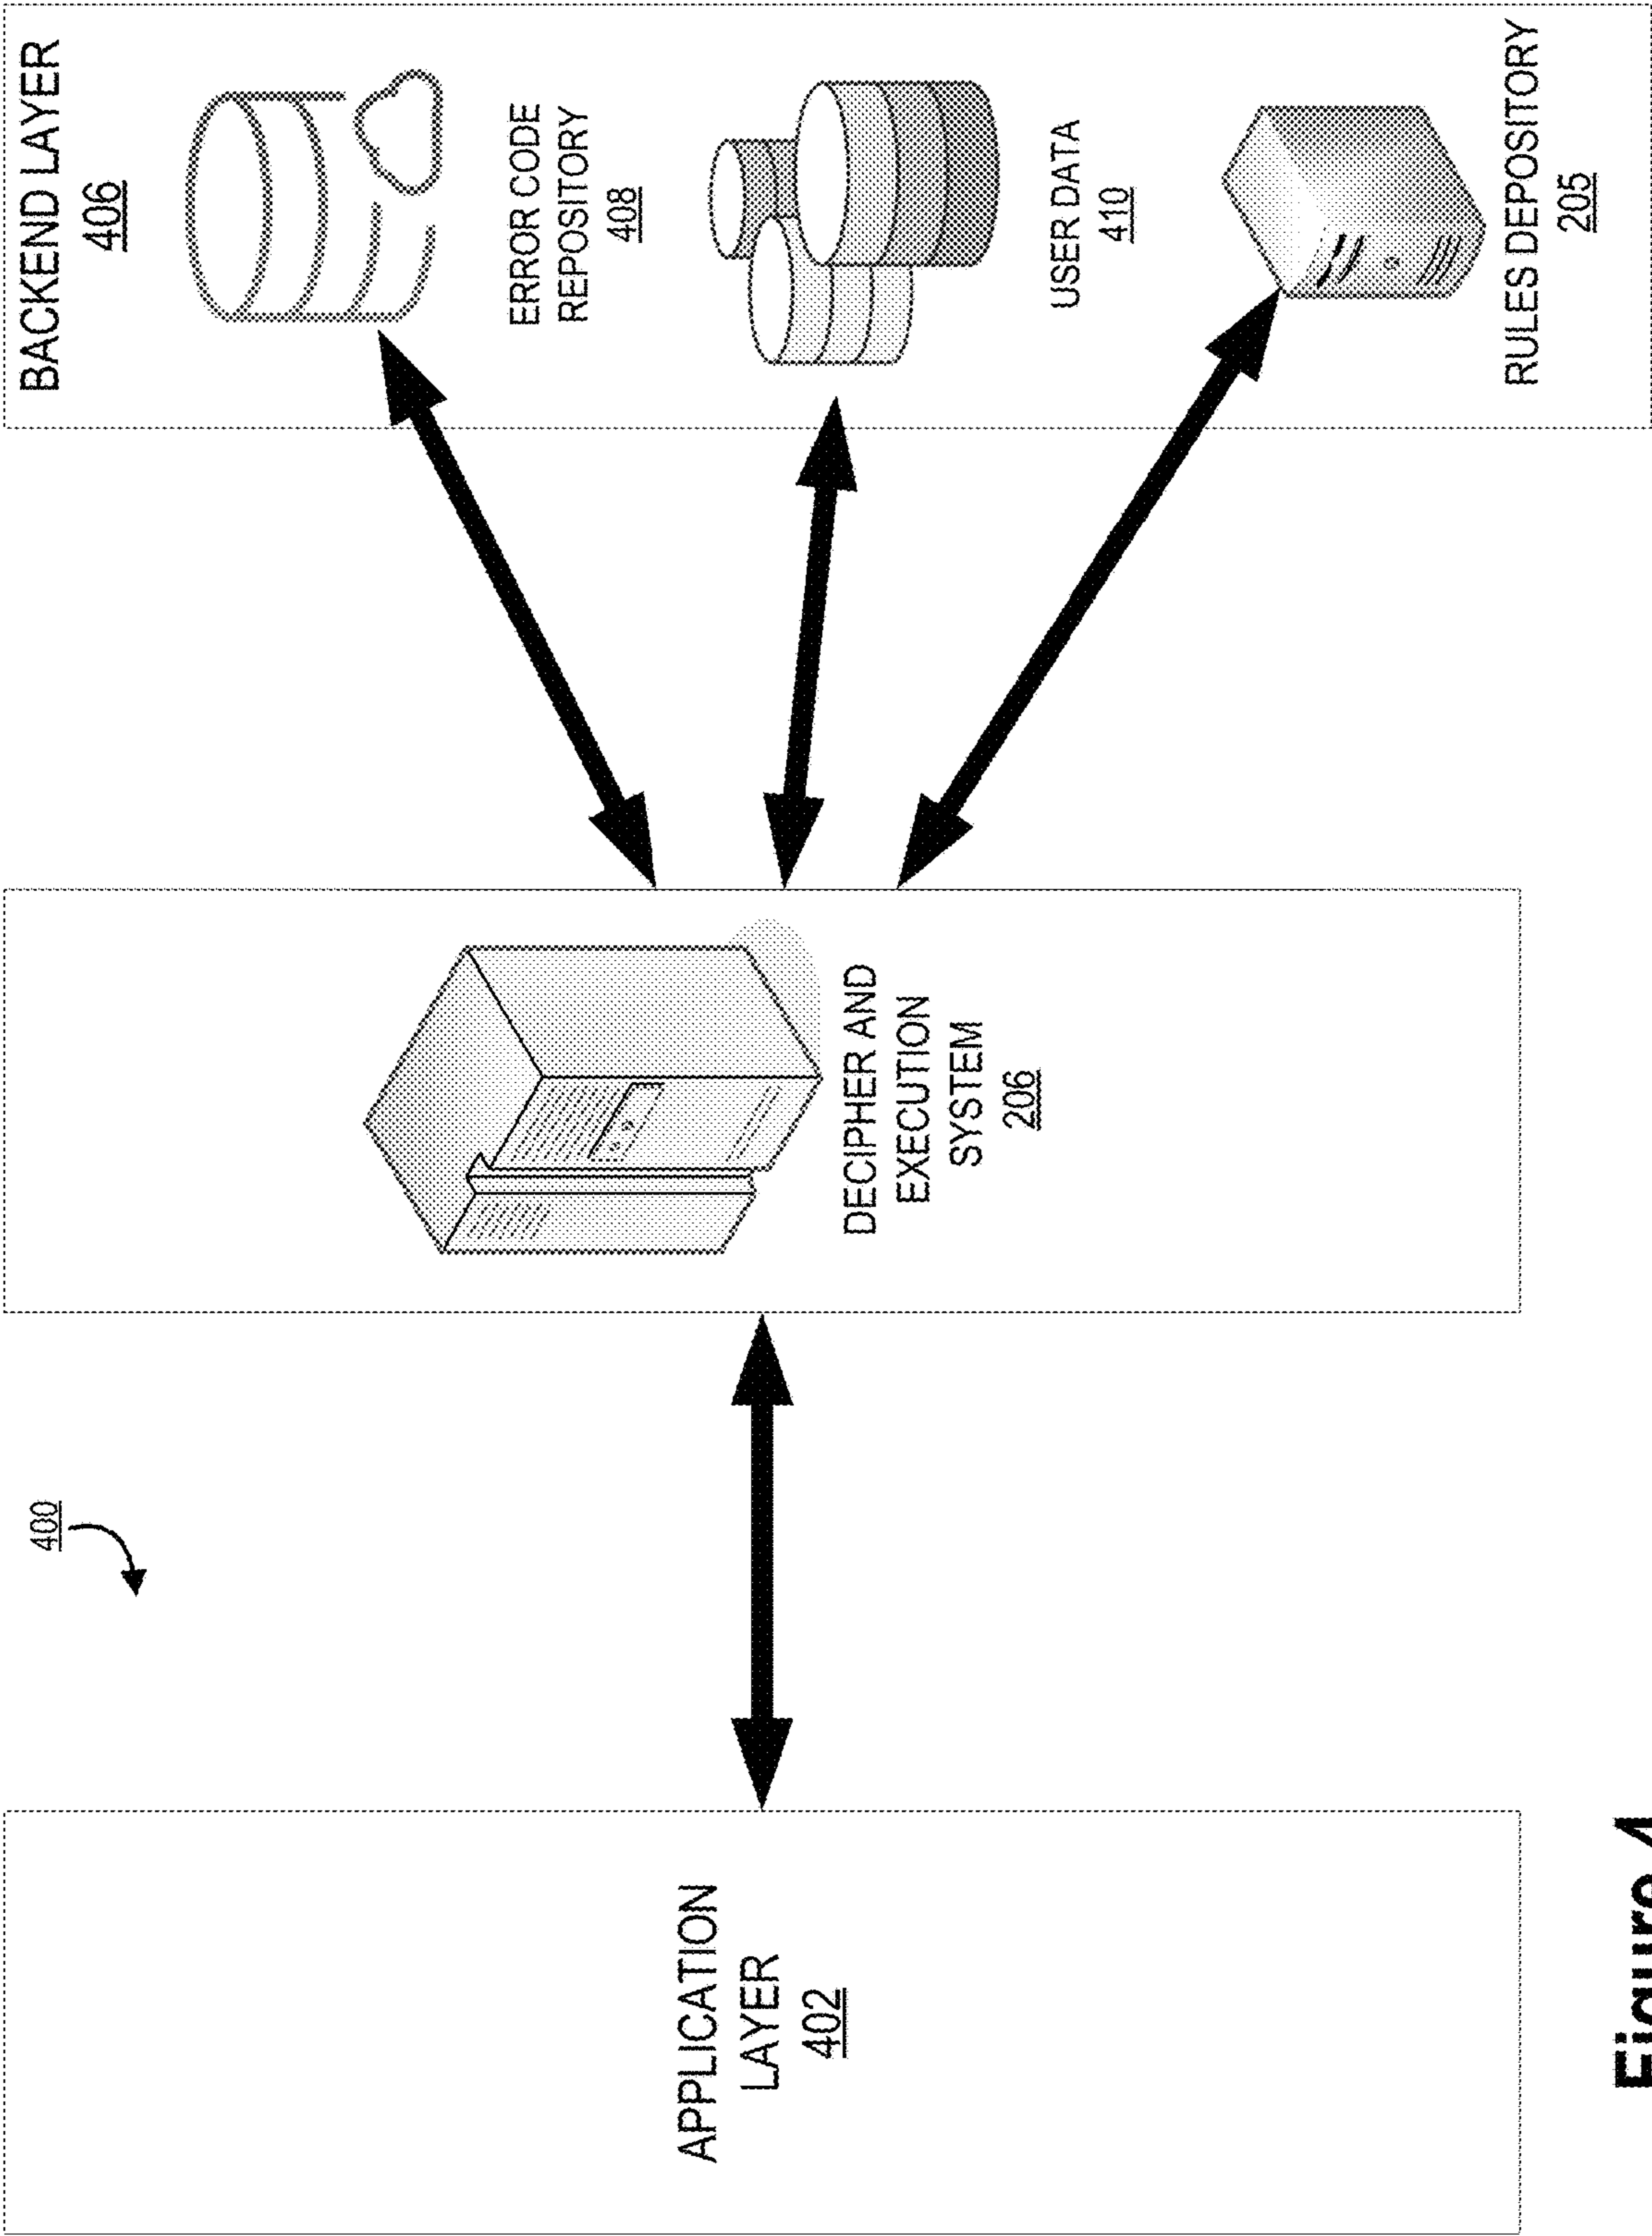 400
APPLICATION
LAYER
402
DECIPHER AND
EXECUTION
SYSTEM
206
BACKEND LAYER
406
ERROR CODE
REPOSITORY
408
USER DATA
410
RULES DEPOSITORY
205
Figure 4